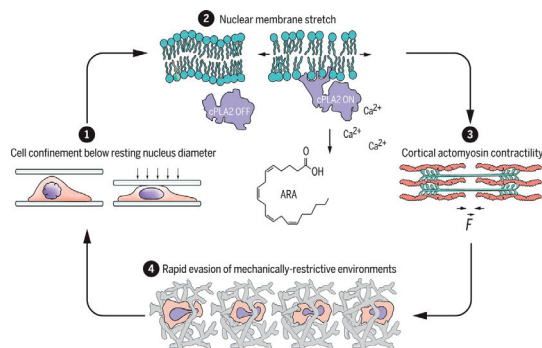 2 Nuclear membrane stretch
cPLA2 OFF
cPLA2 ON
Ca2+
Ca2+
Ca2+
1
Cell confinement below resting nucleus diameter
O
OH
ARA
3
Cortical actomyosin contractility
F
4 Rapid evasion of mechanically-restrictive environments